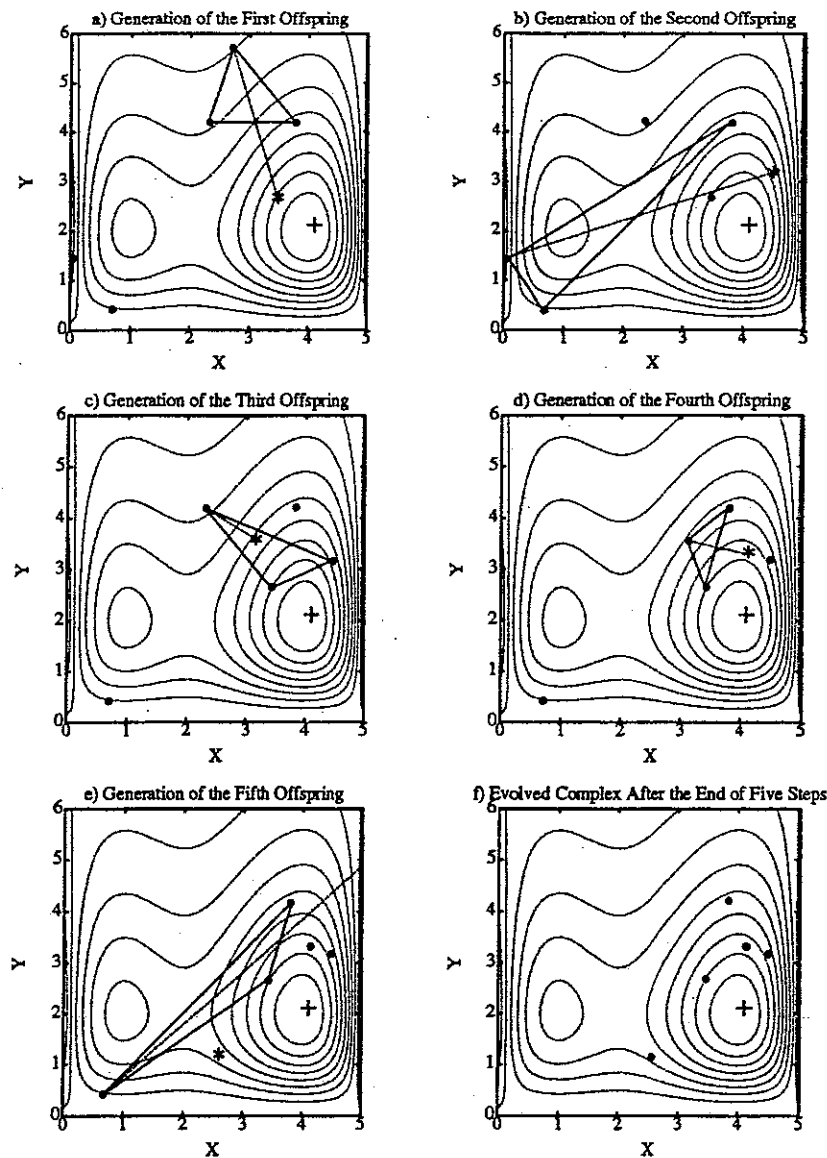 a) Generation of the First Offspring
6
5
4
3
2
1
0
Y
0 1 2 3 4 5
X
b) Generation of the Second Offspring
6
5
4
3
2
1
0
Y
0 1 2 3 4 5
X
c) Generation of the Third Offspring
6
5
4
3
2
1
0
Y
0 1 2 3 4 5
X
d) Generation of the Fourth Offspring
6
5
4
3
2
1
0
Y
0 1 2 3 4 5
X
e) Generation of the Fifth Offspring
6
5
4
3
2
1
0
Y
0 1 2 3 4 5
X
f) Evolved Complex After the End of Five Steps
6
5
4
3
2
1
0
Y
0 1 2 3 4 5
X